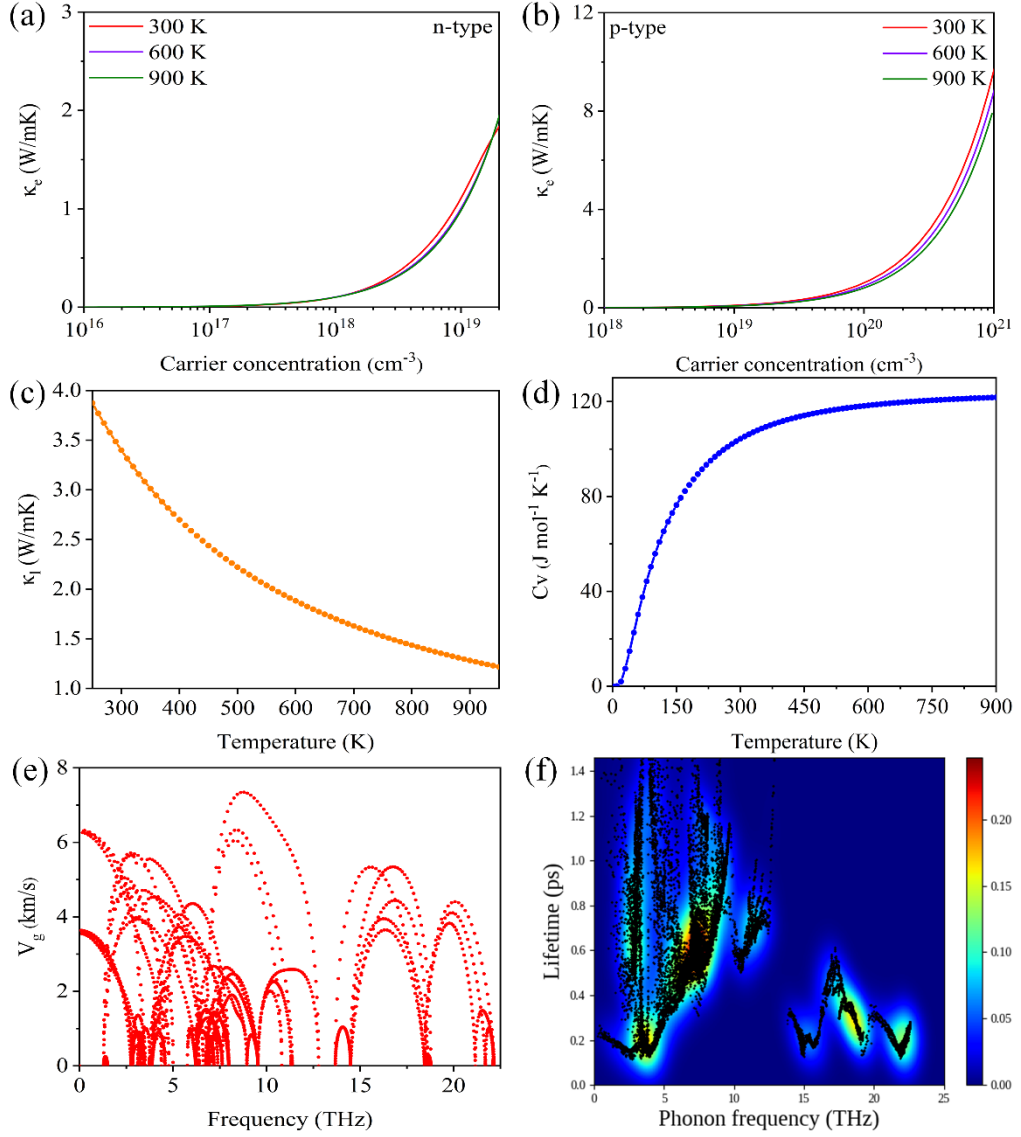 (a)
3
2
1
0
κe (W/mK)
300 K
600 K
900 K
n-type
10^16
10^17
10^18
10^19
Carrier concentration (cm^-3)
(b)
12
8
4
0
κe (W/mK)
p-type
300 K
600 K
900 K
10^18
10^19
10^20
10^21
Carrier concentration (cm^-3)
(c)
4.0
3.5
3.0
2.5
2.0
1.5
1.0
κl (W/mK)
300 400 500 600 700 800 900
Temperature (K)
(d)
120
80
40
0
Cv (J mol^-1 K^-1)
0 150 300 450 600 750 900
Temperature (K)
(e)
8
6
4
2
0
Vg (km/s)
0 5 10 15 20
Frequency (THz)
(f)
1.4
1.2
1.0
0.8
0.6
0.4
0.2
0.0
Lifetime (ps)
0 5 10 15 20 25
Phonon frequency (THz)
0.20
0.15
0.10
0.05
0.00